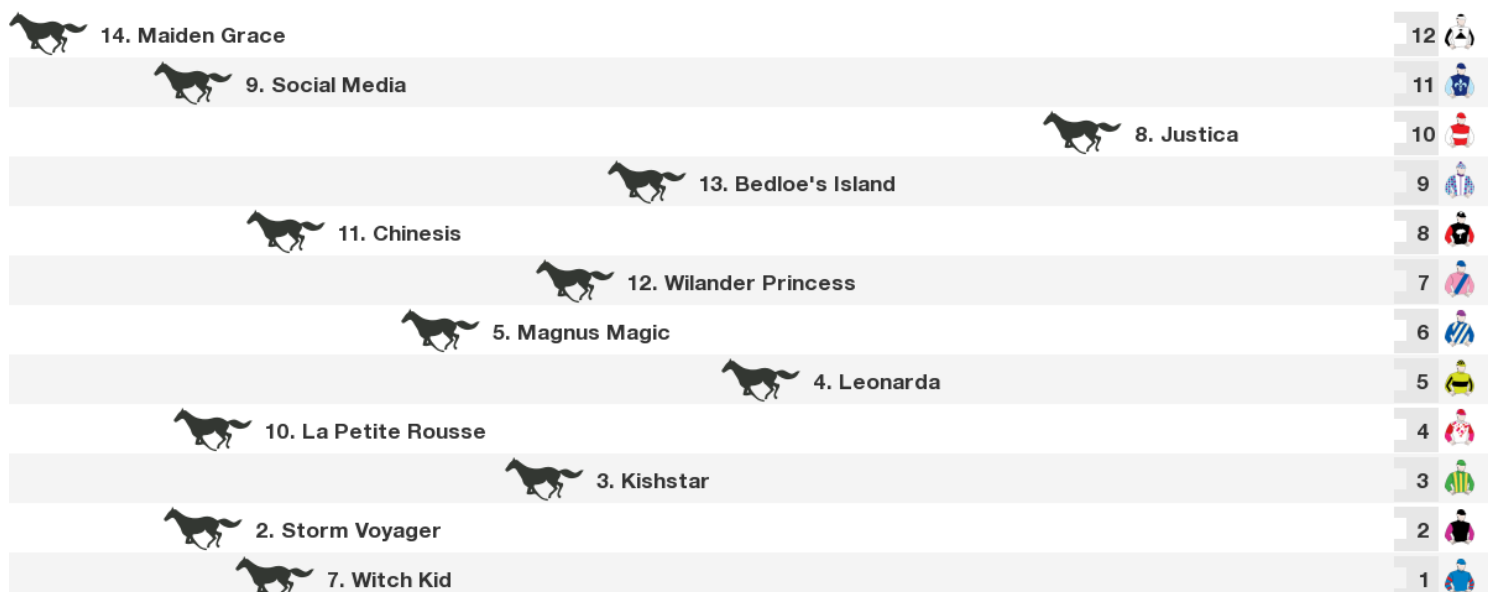 14. Maiden Grace 12
9. Social Media 11
8. Justica 10
13. Bedloe's Island 9
11. Chinesis 8
12. Wilander Princess 7
5. Magnus Magic 6
4. Leonarda 5
10. La Petite Rousse 4
3. Kishstar 3
2. Storm Voyager 2
7. Witch Kid 1